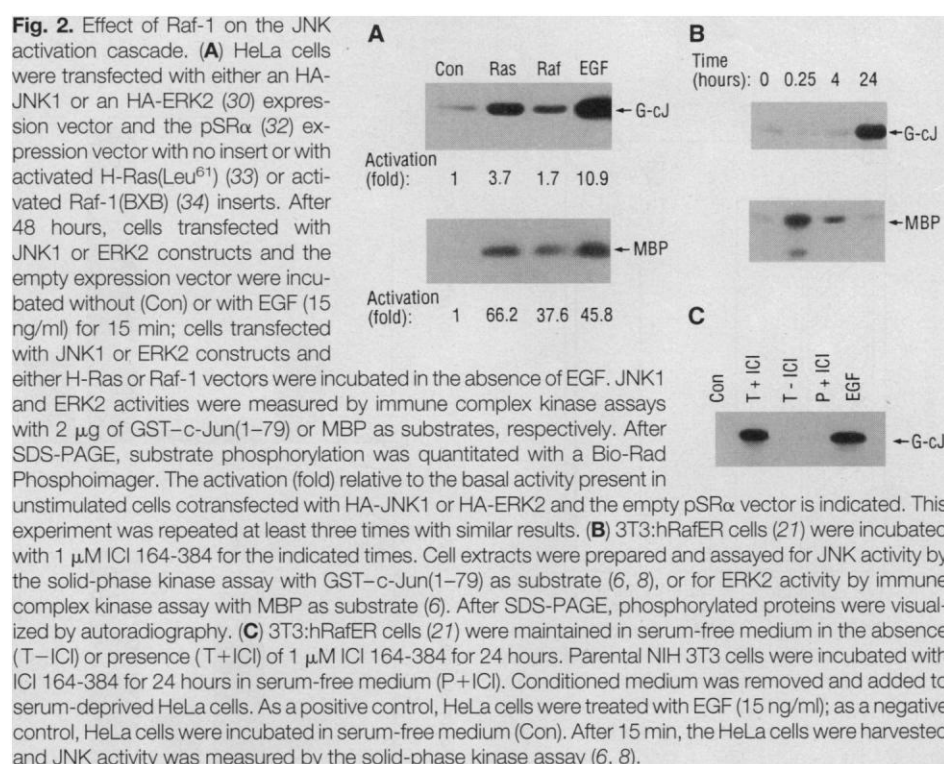 Fig. 2. Effect of Raf-1 on the JNK
activation cascade. (A) HeLa cells
were transfected with either an HA-
JNK1 or an HA-ERK2 (30) expres-
sion vector and the pSRα (32) ex-
pression vector with no insert or with
activated H-Ras(Leu61) (33) or acti-
vated Raf-1(BXB) (34) inserts. After
48 hours, cells transfected with
JNK1 or ERK2 constructs and the
empty expression vector were incu-
bated without (Con) or with EGF (15
ng/ml) for 15 min; cells transfected
with JNK1 or ERK2 constructs and
either H-Ras or Raf-1 vectors were incubated in the absence of EGF. JNK1
and ERK2 activities were measured by immune complex kinase assays
with 2 μg of GST–c-Jun(1–79) or MBP as substrates, respectively. After
SDS-PAGE, substrate phosphorylation was quantitated with a Bio-Rad
Phosphoimager. The activation (fold) relative to the basal activity present in
unstimulated cells cotransfected with HA-JNK1 or HA-ERK2 and the empty pSRα vector is indicated. This
experiment was repeated at least three times with similar results. (B) 3T3:hRafER cells (21) were incubated
with 1 μM ICI 164-384 for the indicated times. Cell extracts were prepared and assayed for JNK activity by
the solid-phase kinase assay with GST–c-Jun(1–79) as substrate (6, 8), or for ERK2 activity by immune
complex kinase assay with MBP as substrate (6). After SDS-PAGE, phosphorylated proteins were visual-
ized by autoradiography. (C) 3T3:hRafER cells (21) were maintained in serum-free medium in the absence
(T−ICI) or presence (T+ICI) of 1 μM ICI 164-384 for 24 hours. Parental NIH 3T3 cells were incubated with
ICI 164-384 for 24 hours in serum-free medium (P+ICI). Conditioned medium was removed and added to
serum-deprived HeLa cells. As a positive control, HeLa cells were treated with EGF (15 ng/ml); as a negative
control, HeLa cells were incubated in serum-free medium (Con). After 15 min, the HeLa cells were harvested
and JNK activity was measured by the solid-phase kinase assay (6, 8).
A
Con Ras Raf EGF
←G-cJ
Activation
(fold): 1 3.7 1.7 10.9
←MBP
Activation
(fold): 1 66.2 37.6 45.8
B
Time
(hours): 0 0.25 4 24
←G-cJ
←MBP
C
Con T + ICI T - ICI P + ICI EGF
←G-cJ